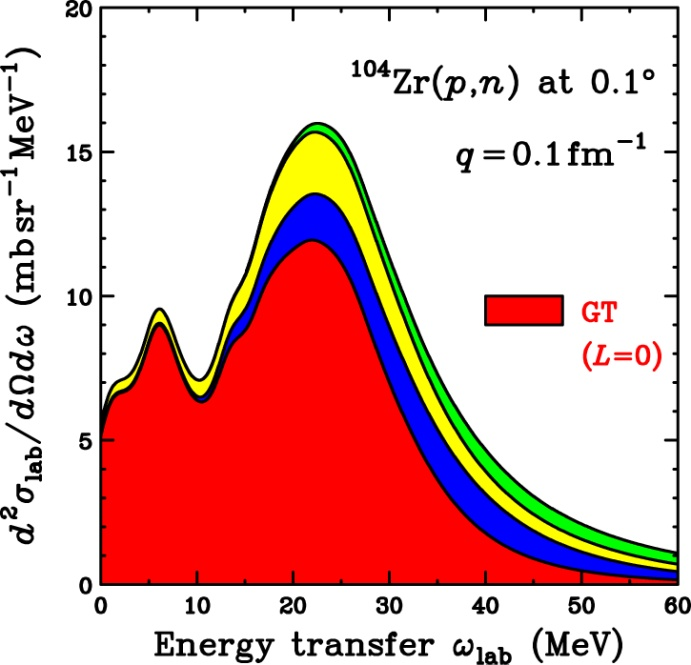 20
15
10
5
0
0 10 20 30 40 50 60
d²σlab/dΩdω (mb sr⁻¹ MeV⁻¹)
¹⁰⁴Zr(p,n) at 0.1°
q = 0.1 fm⁻¹
GT
(L=0)
Energy transfer ωlab (MeV)